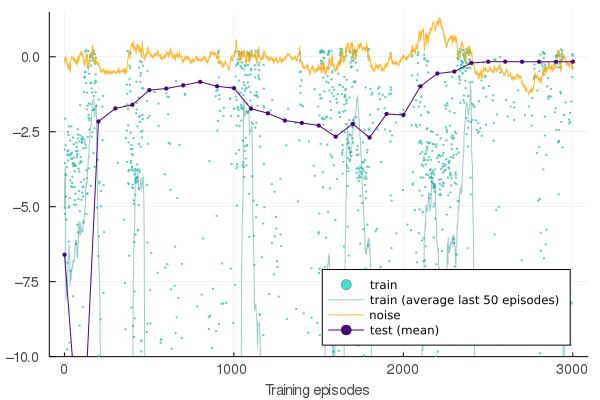 0.0
−2.5
−5.0
−7.5
−10.0
train
train (average last 50 episodes)
noise
test (mean)
0 1000 2000 3000
Training episodes